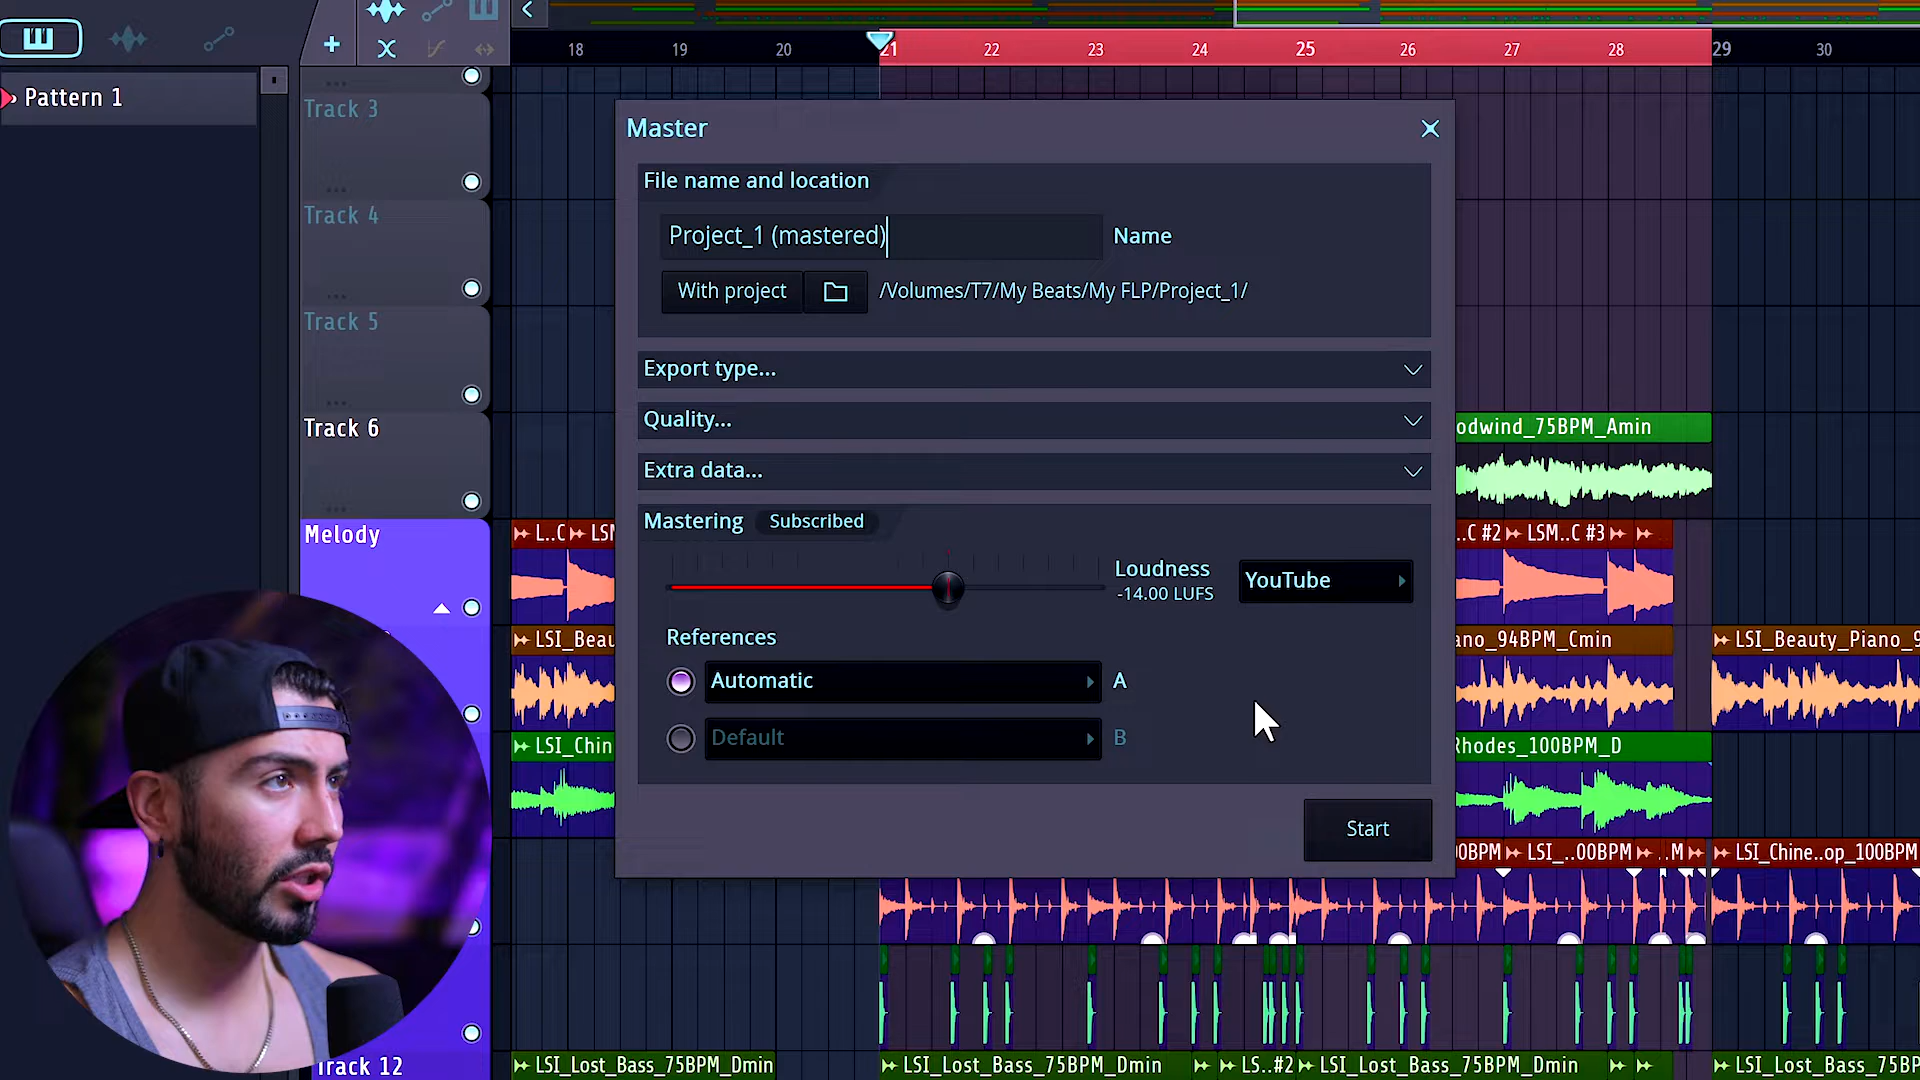 18 19 20 21 22 23 24 25 26 27 28 29 30
Pattern 1
Track 3
Track 4
Track 5
Track 6
Melody
Track 12
Master
File name and location
Project_1 (mastered)
Name
With project
/Volumes/T7/My Beats/My FLP/Project_1/
Export type...
Quality...
Extra data...
Mastering
Subscribed
Loudness
-14.00 LUFS
YouTube
References
Automatic
A
Default
B
Start
odwind_75BPM_Amin
L..C
LSM
..C #2
LSM..C #3
LSI_Beau
ano_94BPM_Cmin
LSI_Beauty_Piano_9
LSI_Chin
Rhodes_100BPM_D
00BPM
LSI_..00BPM
..M
LSI_Chine..op_100BPM
LSI_Lost_Bass_75BPM_Dmin
LSI_Lost_Bass_75BPM_Dmin
LS..#2
LSI_Lost_Bass_75BPM_Dmin
LSI_Lost_Bass_75BP